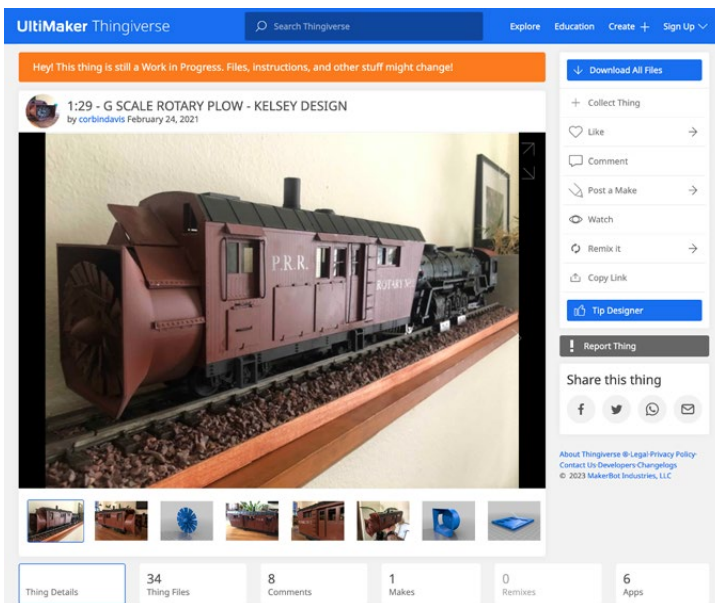 UltiMaker Thingiverse
Search Thingiverse
Explore Education Create + Sign Up
Hey! This thing is still a Work in Progress. Files, instructions, and other stuff might change!
1:29 - G SCALE ROTARY PLOW - KELSEY DESIGN
by corbindavis February 24, 2021
P.R.R.
ROTARY
Download All Files
Collect Thing
Like
Comment
Post a Make
Watch
Remix it
Copy Link
Tip Designer
Report Thing
Share this thing
About Thingiverse ®·Legal·Privacy Policy·
Contact Us·Developers·Changelogs
© 2023 MakerBot Industries, LLC
Thing Details
34
Thing Files
8
Comments
1
Makes
0
Remixes
6
Apps